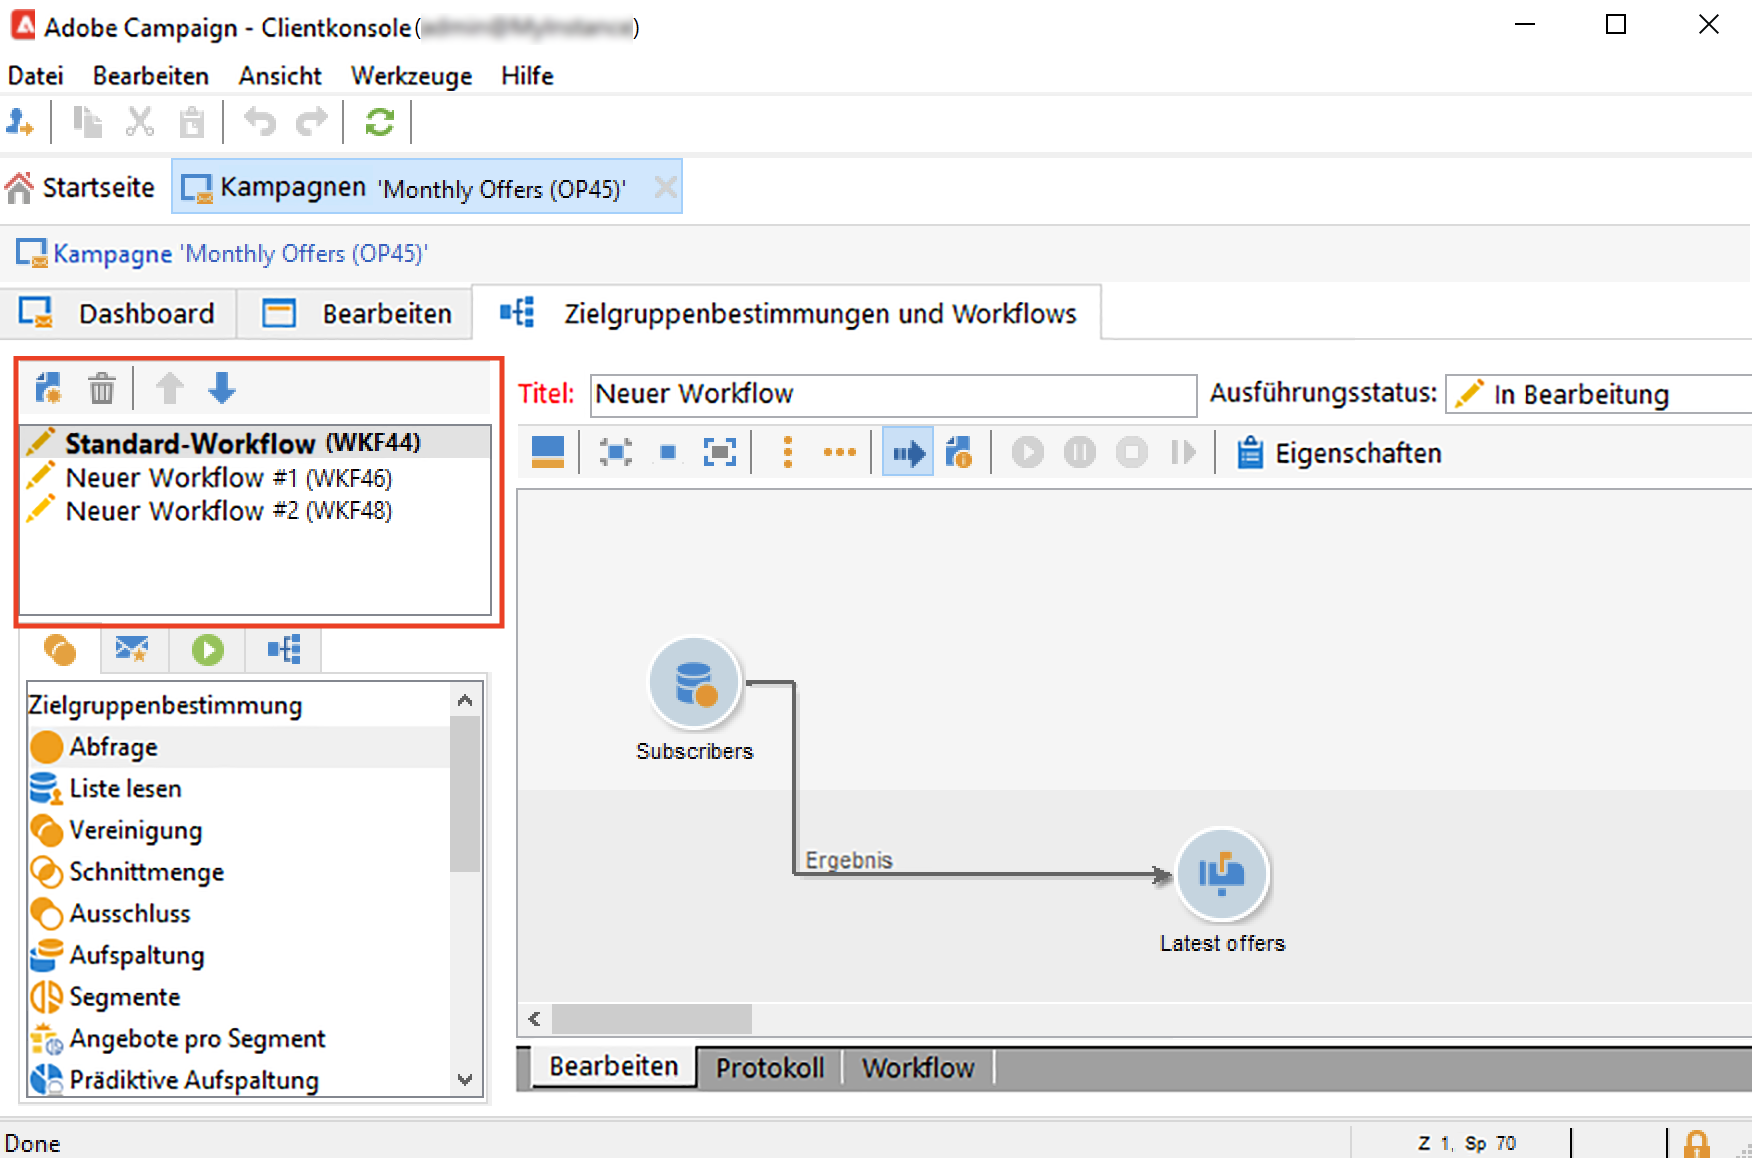 Adobe Campaign - Clientkonsole( )
Datei Bearbeiten Ansicht Werkzeuge Hilfe
Startseite Kampagnen 'Monthly Offers (OP45)'
Kampagne 'Monthly Offers (OP45)'
Dashboard Bearbeiten Zielgruppenbestimmungen und Workflows
Titel: Neuer Workflow Ausführungsstatus: In Bearbeitung
Standard-Workflow (WKF44)
Neuer Workflow #1 (WKF46)
Neuer Workflow #2 (WKF48)
Eigenschaften
Zielgruppenbestimmung
Abfrage
Liste lesen
Vereinigung
Schnittmenge
Ausschluss
Aufspaltung
Segmente
Angebote pro Segment
Prädiktive Aufspaltung
Subscribers
Ergebnis
Latest offers
Bearbeiten Protokoll Workflow
Done Z 1, Sp 70